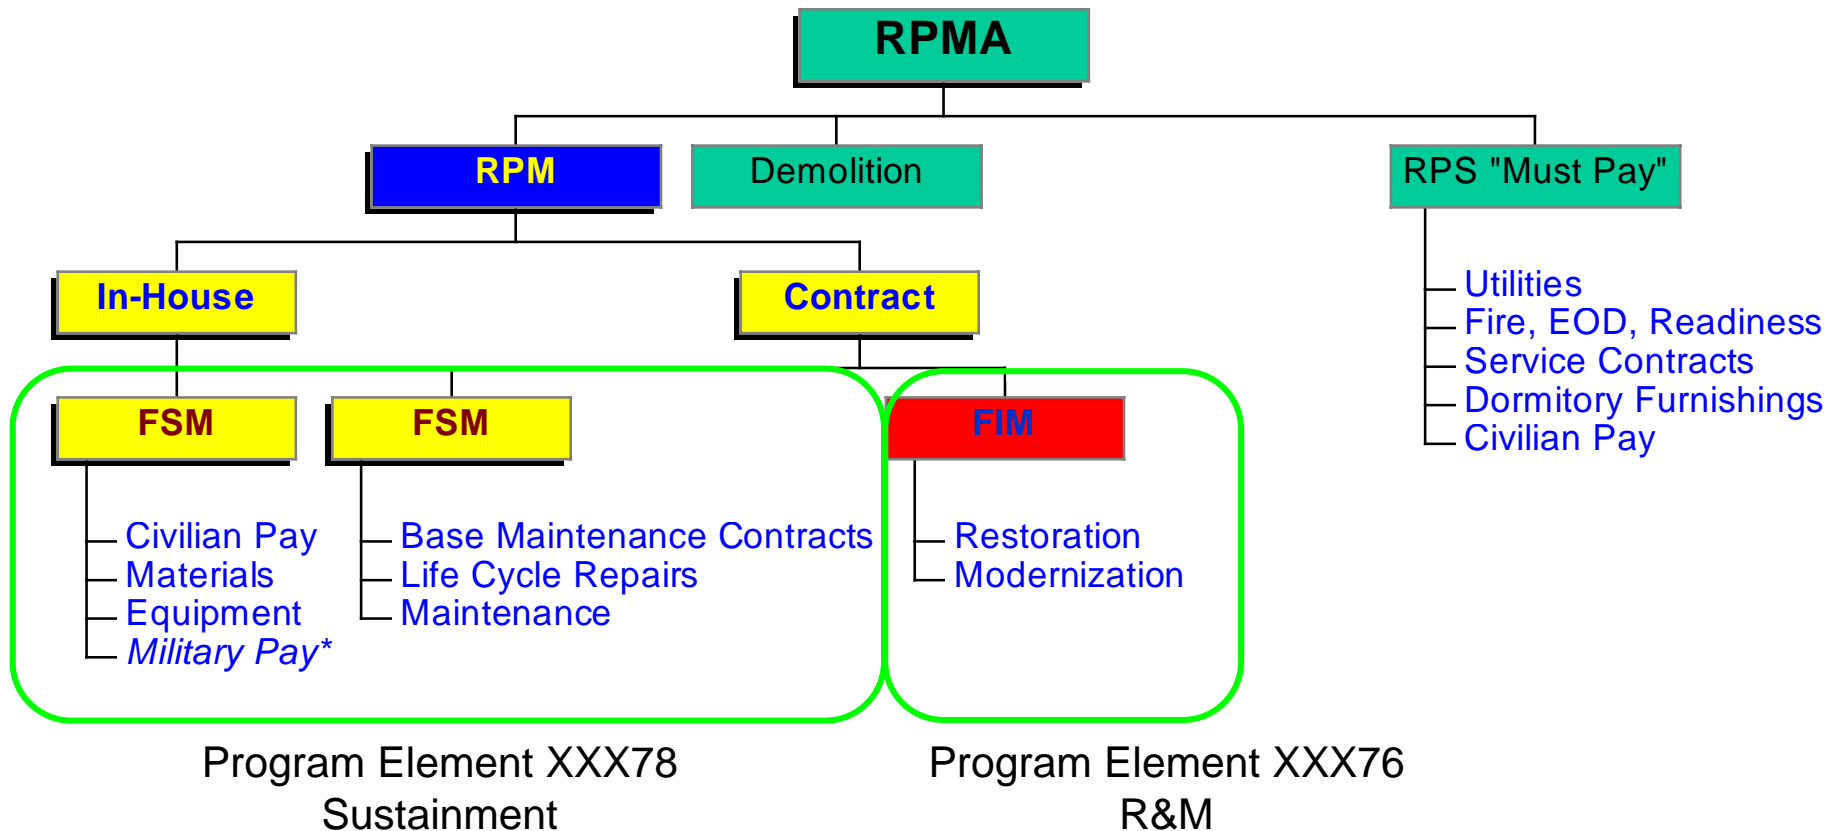 RPMA
RPM
Demolition
RPS "Must Pay"
In-House
Contract
Utilities
Fire, EOD, Readiness
Service Contracts
Dormitory Furnishings
Civilian Pay
FSM
FSM
FIM
Civilian Pay
Materials
Equipment
Military Pay*
Base Maintenance Contracts
Life Cycle Repairs
Maintenance
Restoration
Modernization
Program Element XXX78
Sustainment
Program Element XXX76
R&M